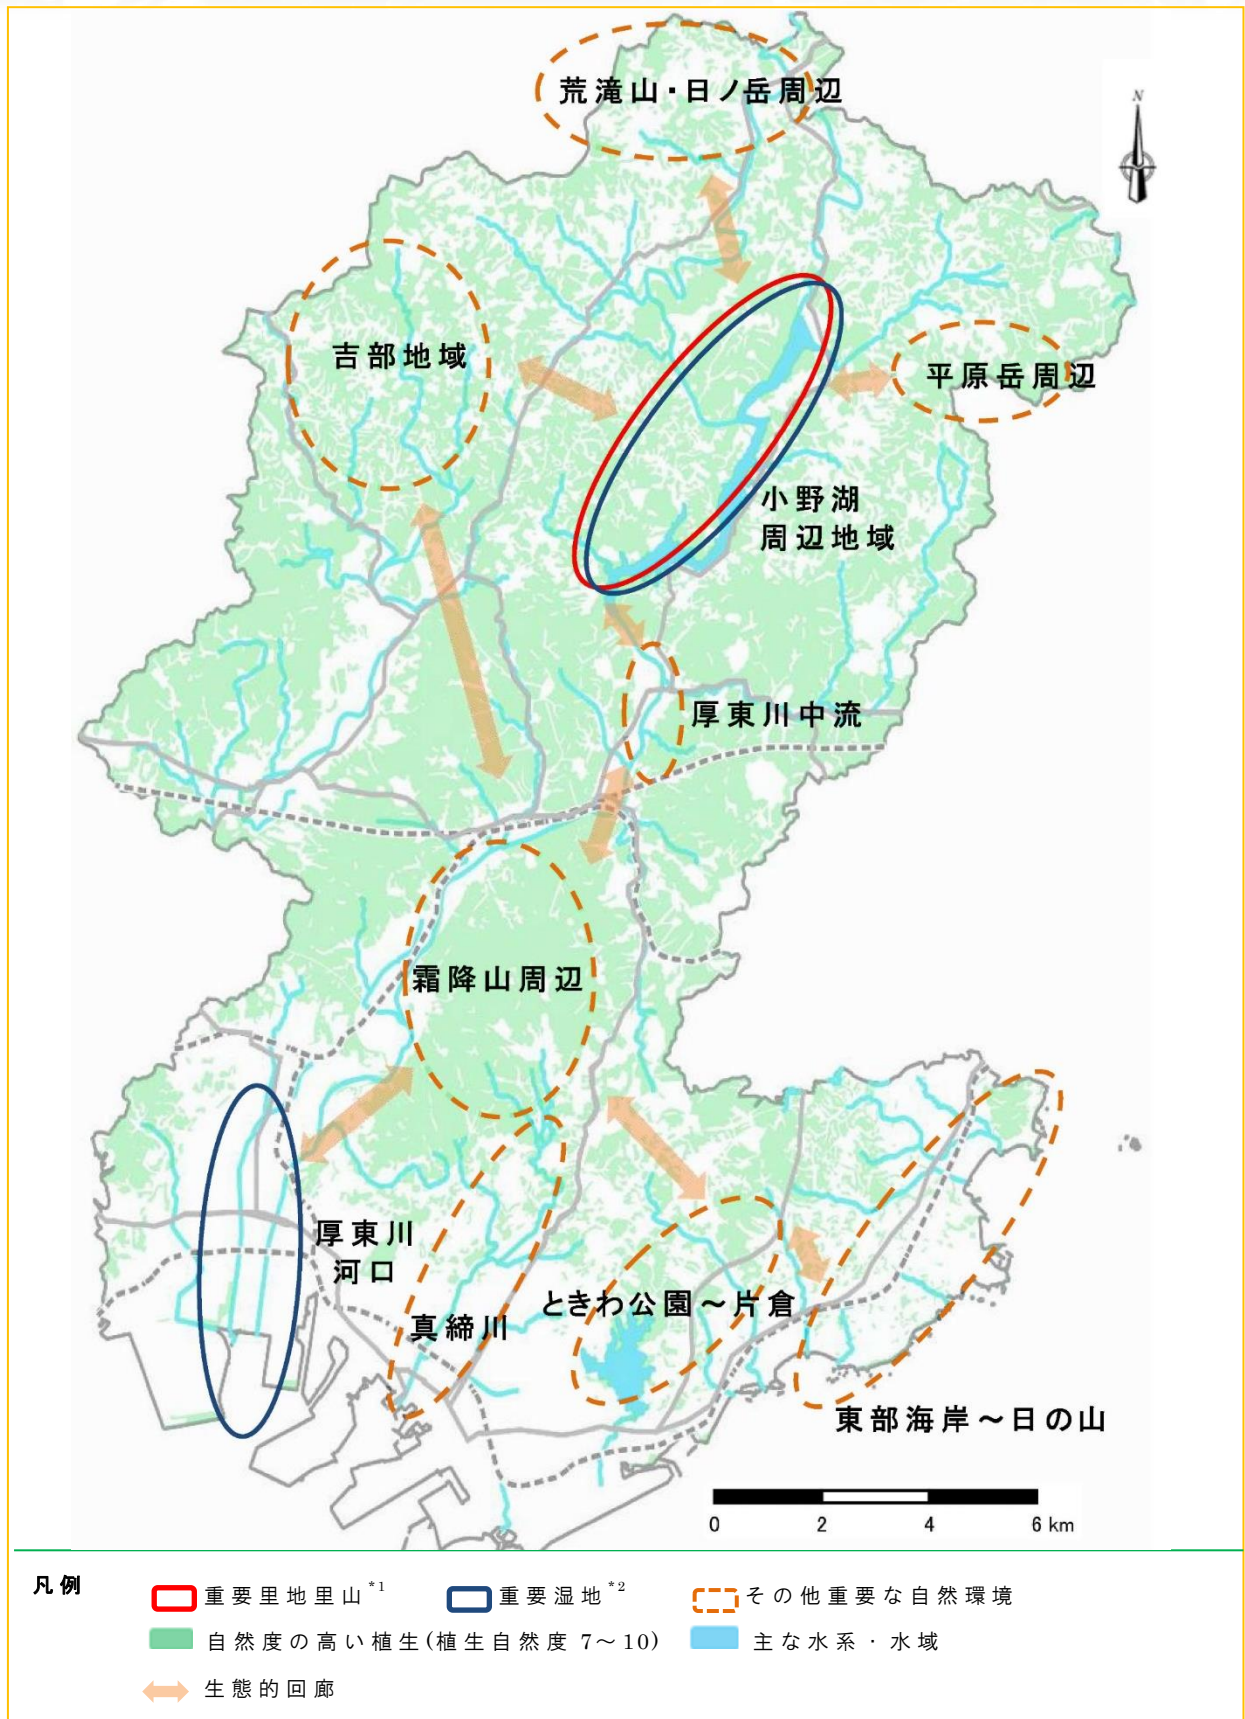 荒滝山・日ノ岳周辺
N
吉部地域
平原岳周辺
小野湖
周辺地域
厚東川中流
霜降山周辺
厚東川
河口
ときわ公園～片倉
真締川
東部海岸～日の山
0 2 4 6 km
凡例
重要里地里山*1 重要湿地*2 その他重要な自然環境
自然度の高い植生(植生自然度 7～10) 主な水系・水域
生態的回廊